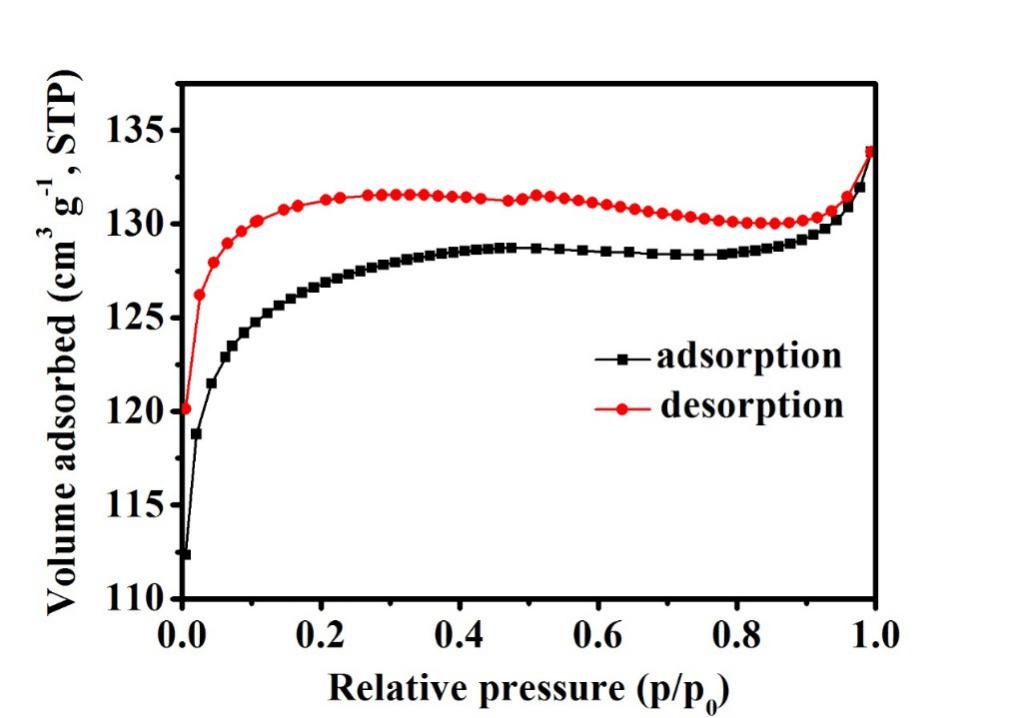 Volume adsorbed (cm³ g⁻¹, STP)
135
130
125
120
115
110
adsorption
desorption
0.0 0.2 0.4 0.6 0.8 1.0
Relative pressure (p/p₀)